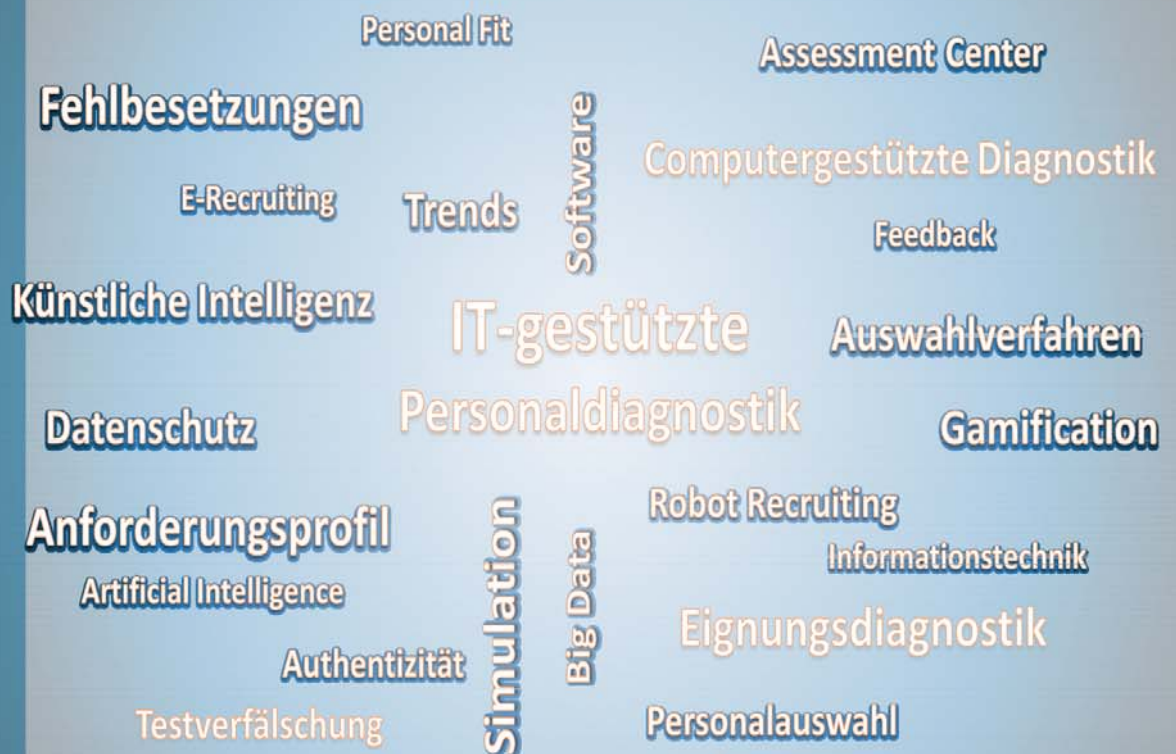 Personal Fit
Assessment Center
Fehlbesetzungen
Software
Computergestützte Diagnostik
E-Recruiting
Trends
Feedback
Künstliche Intelligenz
IT-gestützte
Personaldiagnostik
Auswahlverfahren
Datenschutz
Gamification
Anforderungsprofil
Simulation
Big Data
Robot Recruiting
Informationstechnik
Artificial Intelligence
Eignungsdiagnostik
Authentizität
Testverfälschung
Personalauswahl